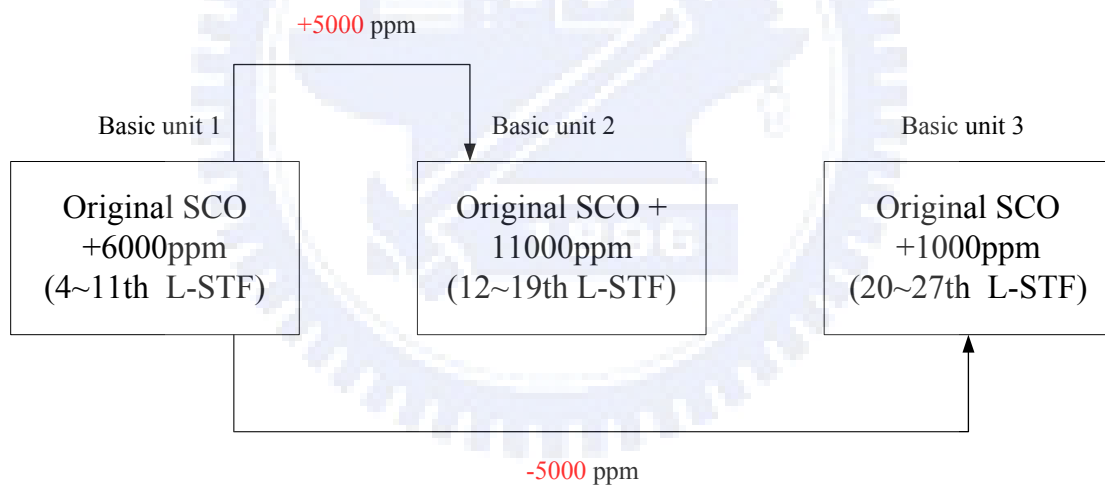 +5000 ppm
Basic unit 1
Basic unit 2
Basic unit 3
Original SCO
+6000ppm
(4~11th L-STF)
Original SCO +
11000ppm
(12~19th L-STF)
Original SCO
+1000ppm
(20~27th L-STF)
-5000 ppm
1896